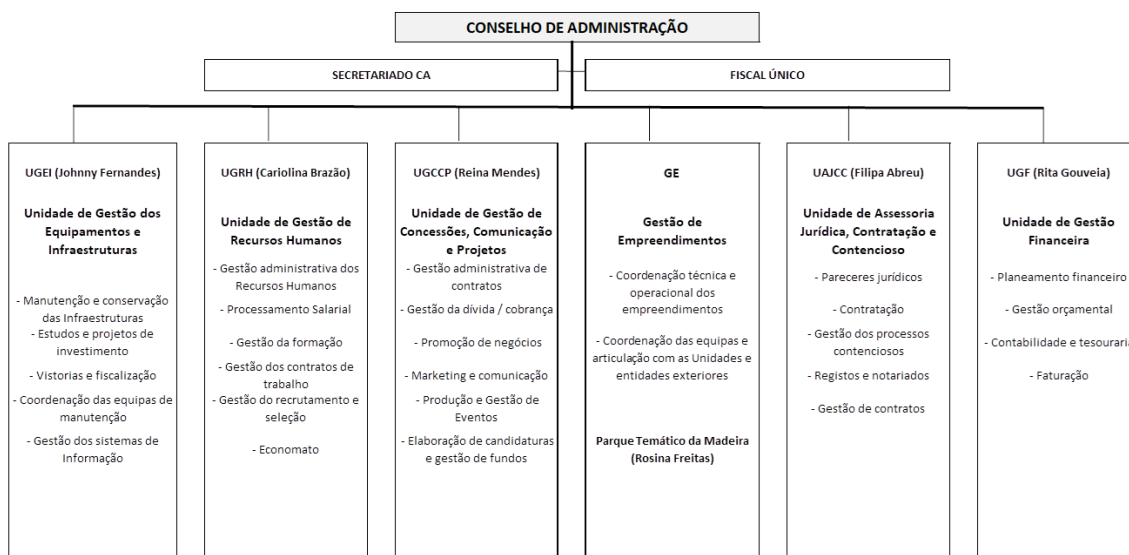 CONSELHO DE ADMINISTRAÇÃO
SECRETARIADO CA
FISCAL ÚNICO
UGEI (Johnny Fernandes)
Unidade de Gestão dos
Equipamentos e
Infraestruturas
- Manutenção e conservação
das Infraestruturas
- Estudos e projetos de
investimento
- Vistorias e fiscalização
- Coordenação das equipas de
manutenção
- Gestão dos sistemas de
Informação
UGRH (Cariolina Brazão)
Unidade de Gestão de
Recursos Humanos
- Gestão administrativa dos
Recursos Humanos
- Processamento Salarial
- Gestão da formação
- Gestão dos contratos de
trabalho
- Gestão do recrutamento e
seleção
- Economato
UGCCP (Reina Mendes)
Unidade de Gestão de
Concessões, Comunicação
e Projetos
- Gestão administrativa de
contratos
- Gestão da dívida / cobrança
- Promoção de negócios
- Marketing e comunicação
- Produção e Gestão de
Eventos
- Elaboração de candidaturas
e gestão de fundos
GE
Gestão de
Empreendimentos
- Coordenação técnica e
operacional dos
empreendimentos
- Coordenação das equipas e
articulação com as Unidades e
entidades exteriores
Parque Temático da Madeira
(Rosina Freitas)
UAJCC (Filipa Abreu)
Unidade de Assessoria
Jurídica, Contratação e
Contencioso
- Pareceres jurídicos
- Contratação
- Gestão dos processos
contenciosos
- Registos e notariados
- Gestão de contratos
UGF (Rita Gouveia)
Unidade de Gestão
Financeira
- Planeamento financeiro
- Gestão orçamental
- Contabilidade e tesouraria
- Faturação